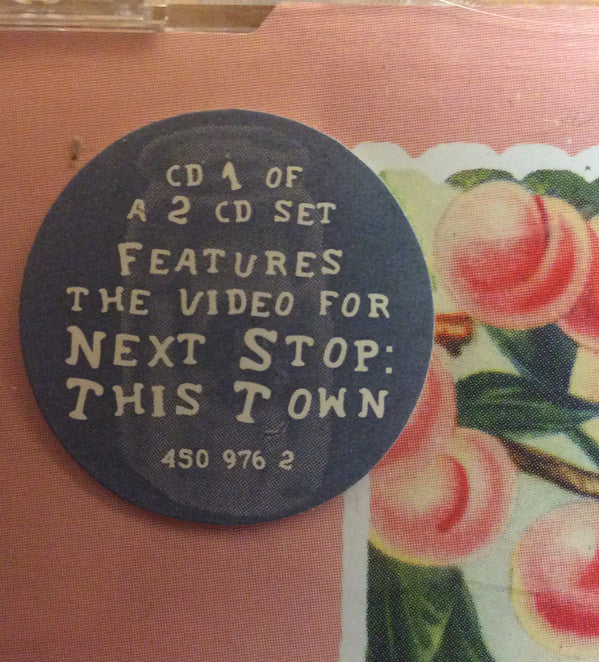 CD 1 OF
A 2 CD SET
FEATURES
THE VIDEO FOR
NEXT STOP:
THIS TOWN
450 976 2